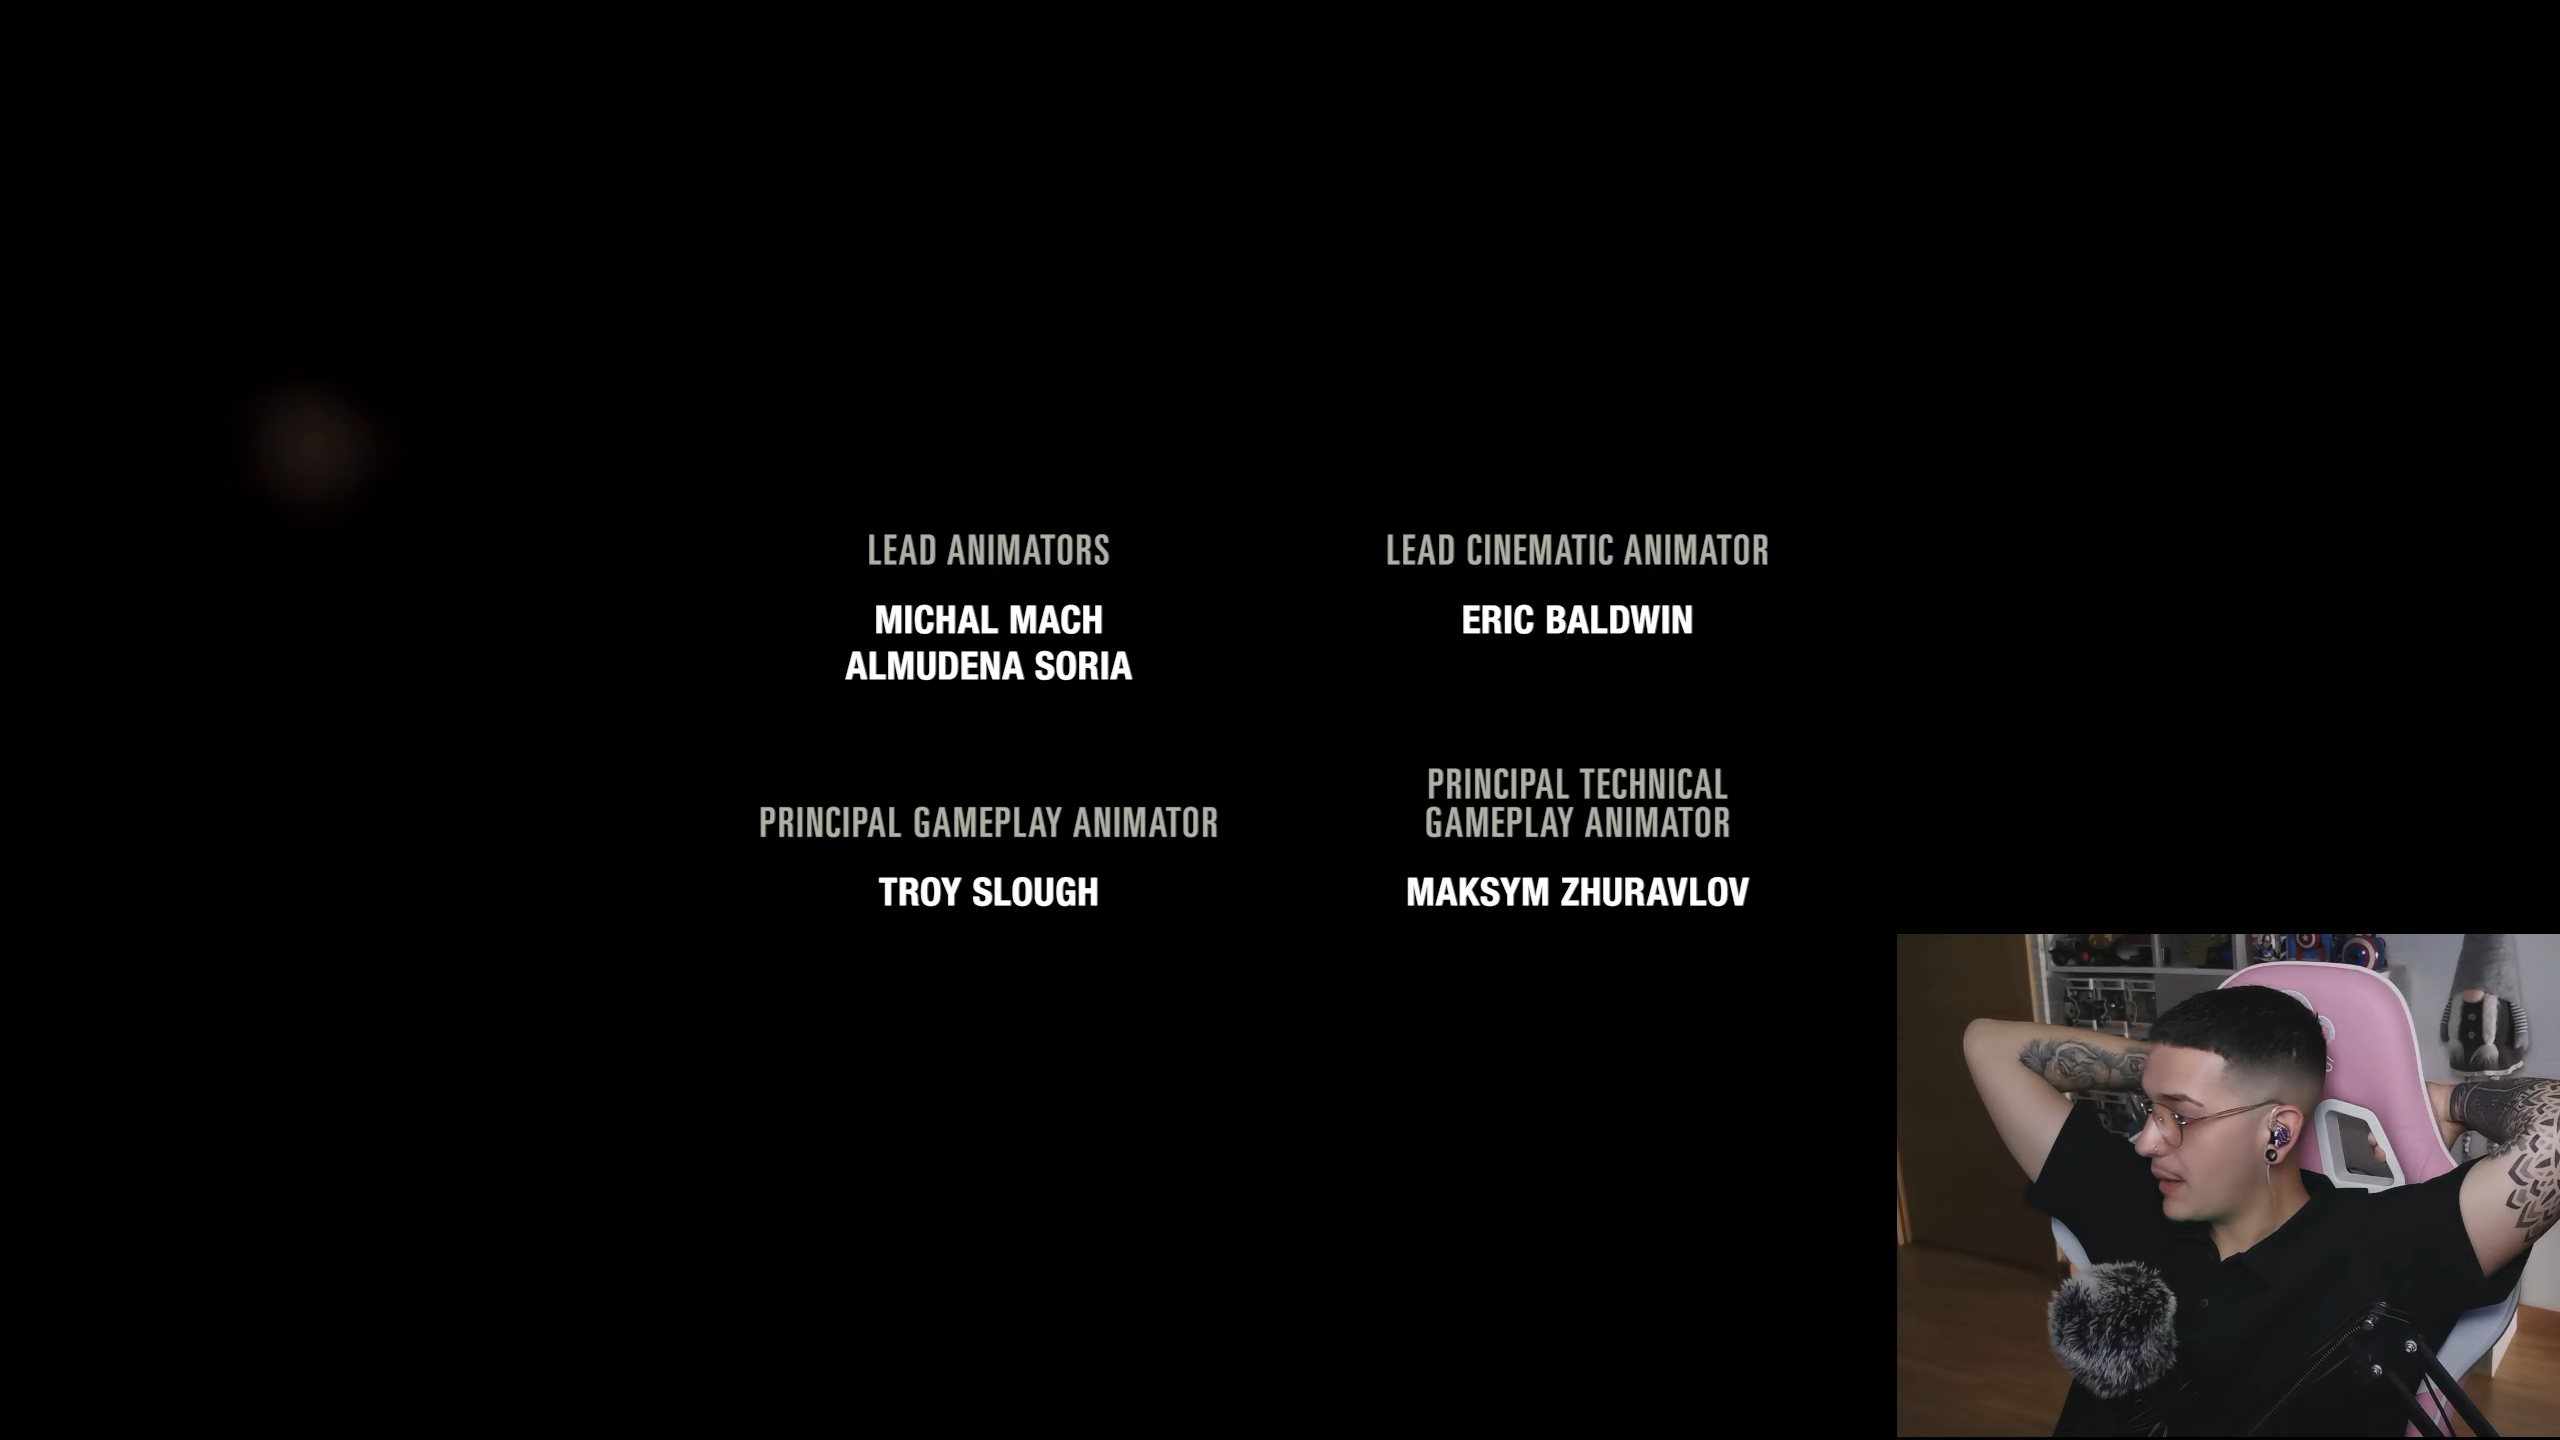 LEAD ANIMATORS
MICHAL MACH
ALMUDENA SORIA
LEAD CINEMATIC ANIMATOR
ERIC BALDWIN
PRINCIPAL GAMEPLAY ANIMATOR
TROY SLOUGH
PRINCIPAL TECHNICAL
GAMEPLAY ANIMATOR
MAKSYM ZHURAVLOV